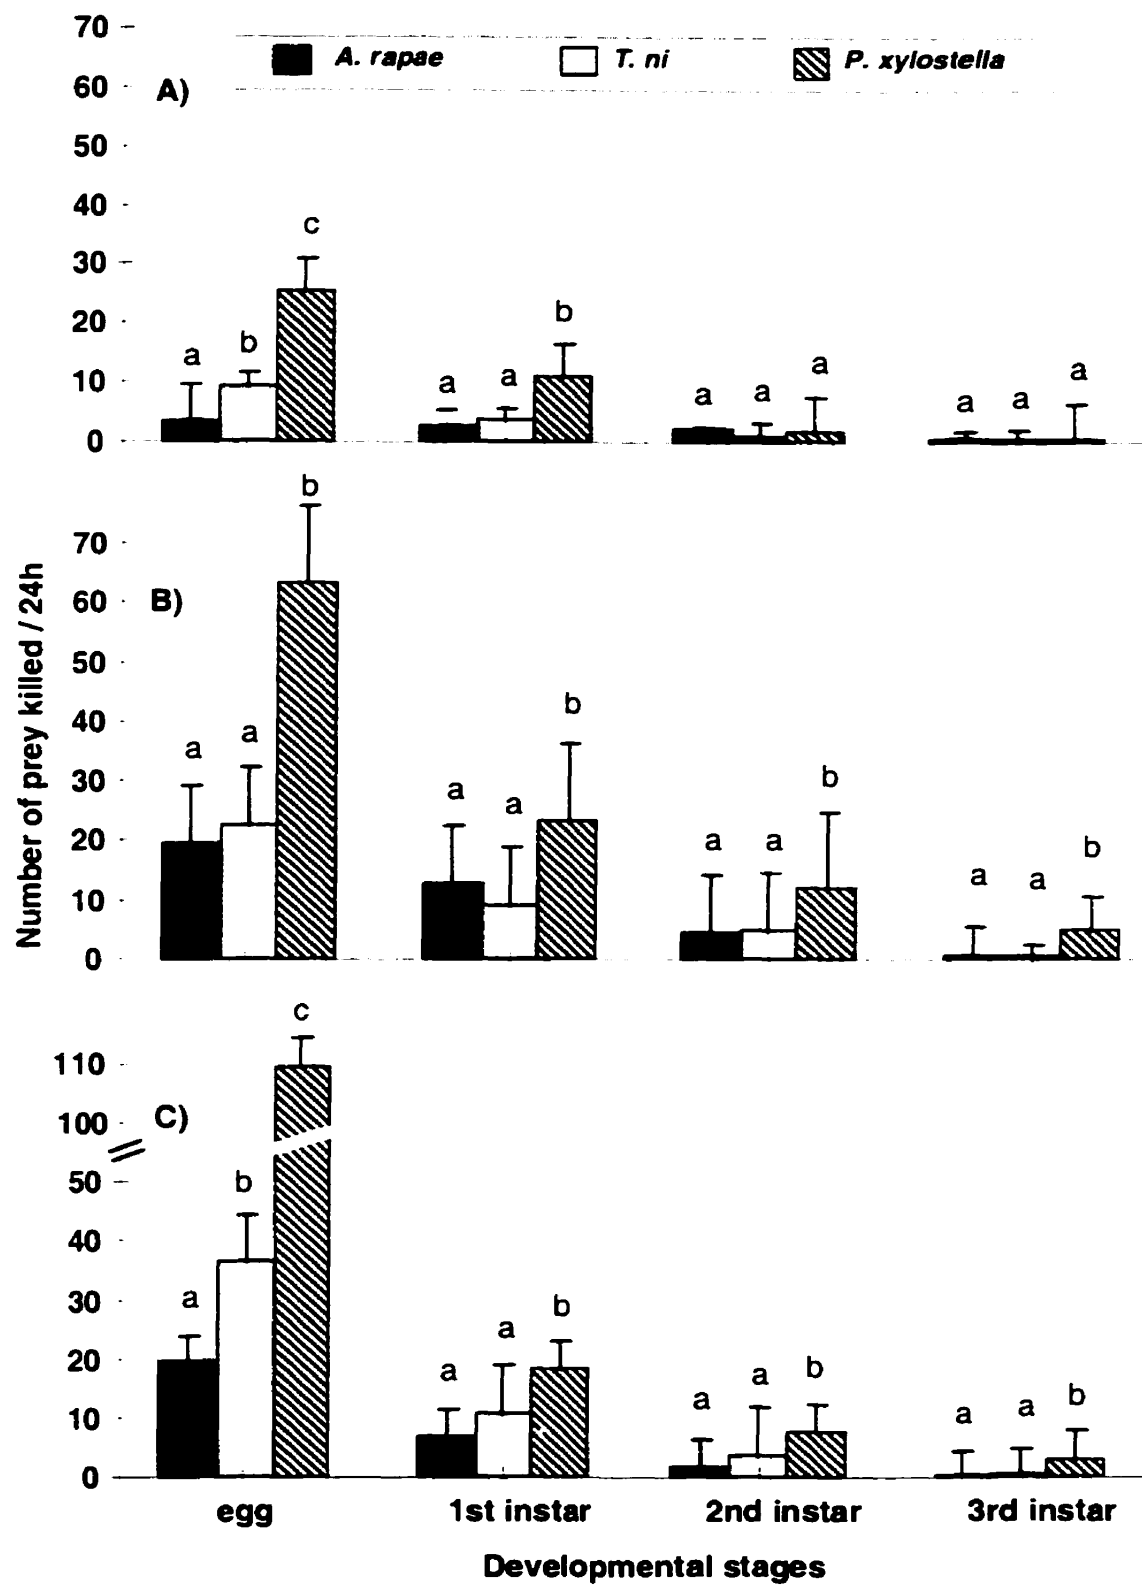 70
A. rapae T. ni P. xylostella
60 A)
50
40
c
30
20 b
a b
10 a a a a a a a a
0
b
70
60 B)
50
40 b
a a
30 a a b
20 a a b
10 a a
0
Number of prey killed / 24h
c
110
100 C)
50 b
40
30 a b
20 a a b
10 a a a a b
0
egg 1st instar 2nd instar 3rd instar
Developmental stages